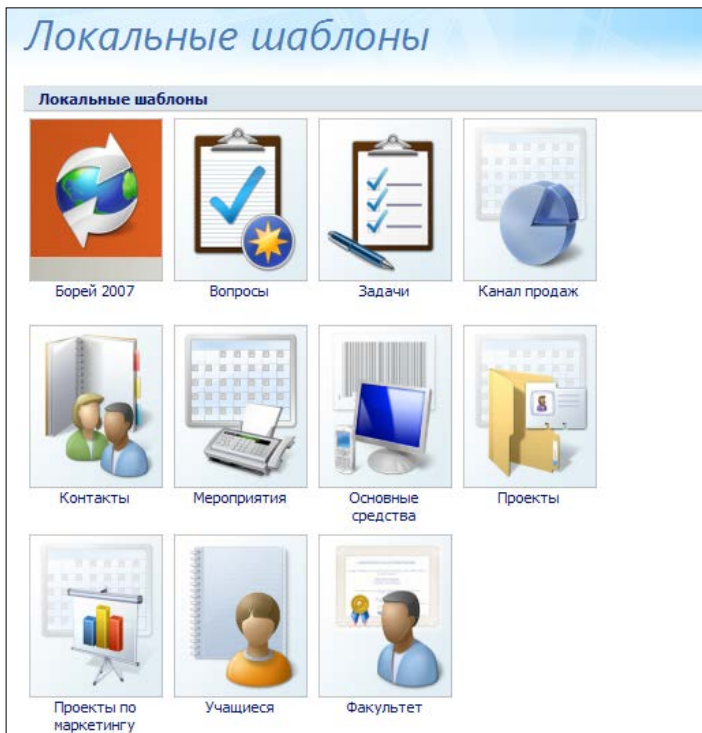 Локальные шаблоны
Локальные шаблоны
Борей 2007
Вопросы
Задачи
Канал продаж
Контакты
Мероприятия
Основные
средства
Проекты
Проекты по
маркетингу
Учащиеся
Факультет